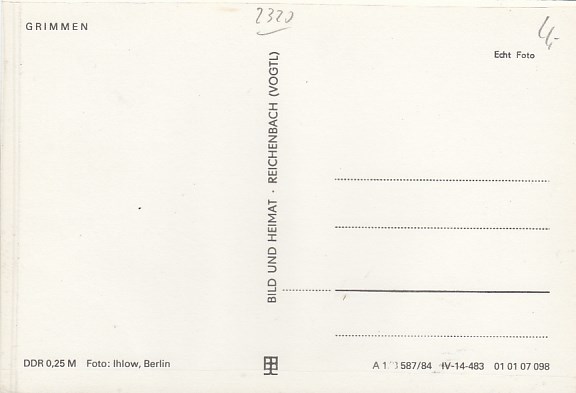 GRIMMEN
2320
4,-
Echt Foto
BILD UND HEIMAT · REICHENBACH (VOGTL)
DDR 0,25 M Foto: Ihlow, Berlin
A 587/84 IV-14-483 01 01 07 098